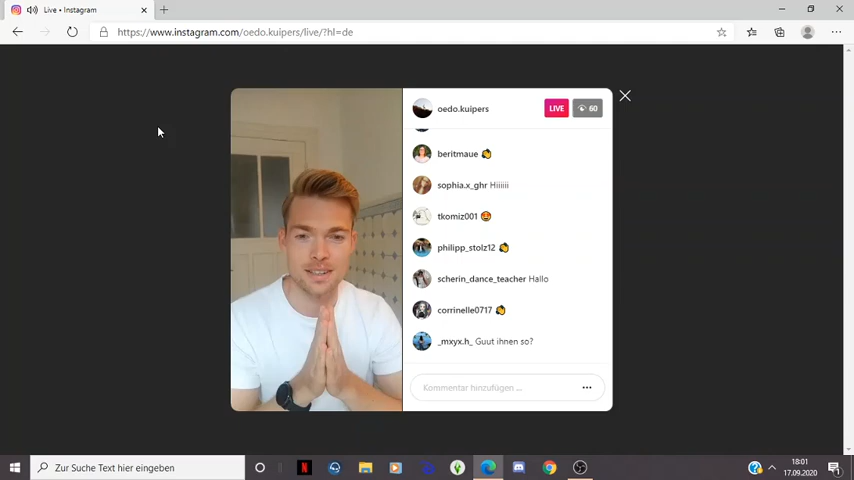 Live • Instagram
https://www.instagram.com/oedo.kuipers/live/?hl=de
oedo.kuipers LIVE 60
beritmaue
sophia.x_ghr Hiiiiii
tkomiz001
philipp_stolz12
scherin_dance_teacher Hallo
corrinelle0717
_mxyx.h_ Guut ihnen so?
Kommentar hinzufügen ...
Zur Suche Text hier eingeben
18:01
17.09.2020